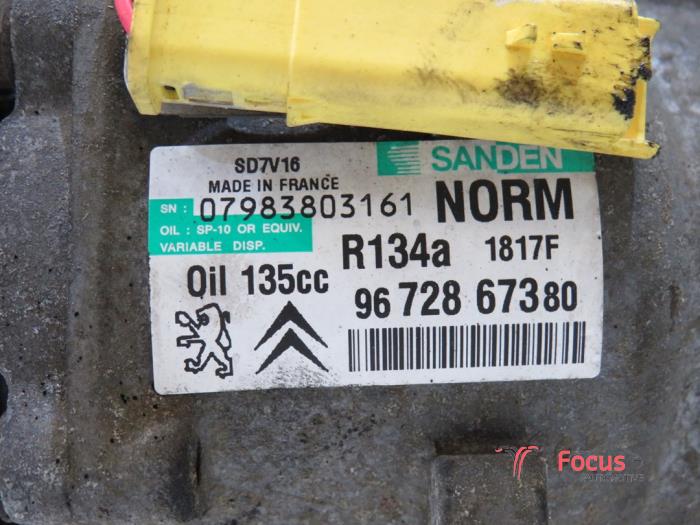 SD7V16
SANDEN
MADE IN FRANCE
SN : 07983803161
NORM
OIL : SP-10 OR EQUIV.
VARIABLE DISP.
R134a 1817F
Oil 135cc
96 728 673 80
Focus
AUTOMOTIVE